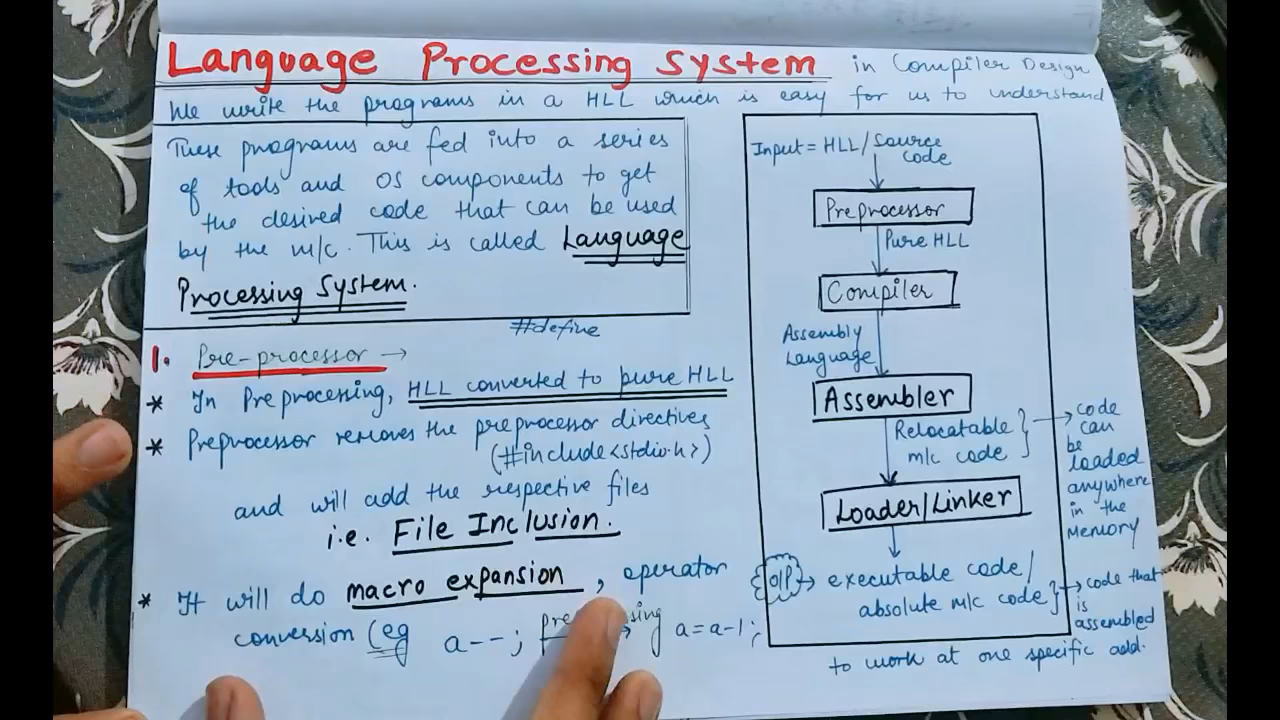 Language Processing System in Compiler Design
We write the programs in a HLL which is easy for us to understand
These programs are fed into a series
of tools and OS components to get
the desired code that can be used
by the m/c. This is called Language
Processing System.
#define
1. Pre-processor →
* In Preprocessing, HLL converted to pure HLL
* Preprocessor removes the preprocessor directives
(#include<stdio.h>)
and will add the respective files
i.e. File Inclusion.
* It will do macro expansion, operator
conversion (eg a--; a=a-1;
Input = HLL/Source
code
Preprocessor
Pure HLL
Compiler
Assembly
Language
Assembler
Relocatable
m/c code } →
code
can
be
loaded
anywhere
in the
Memory
Loader/Linker
O/P → executable code/
absolute m/c code } → code that
is
assembled
to work at one specific add.